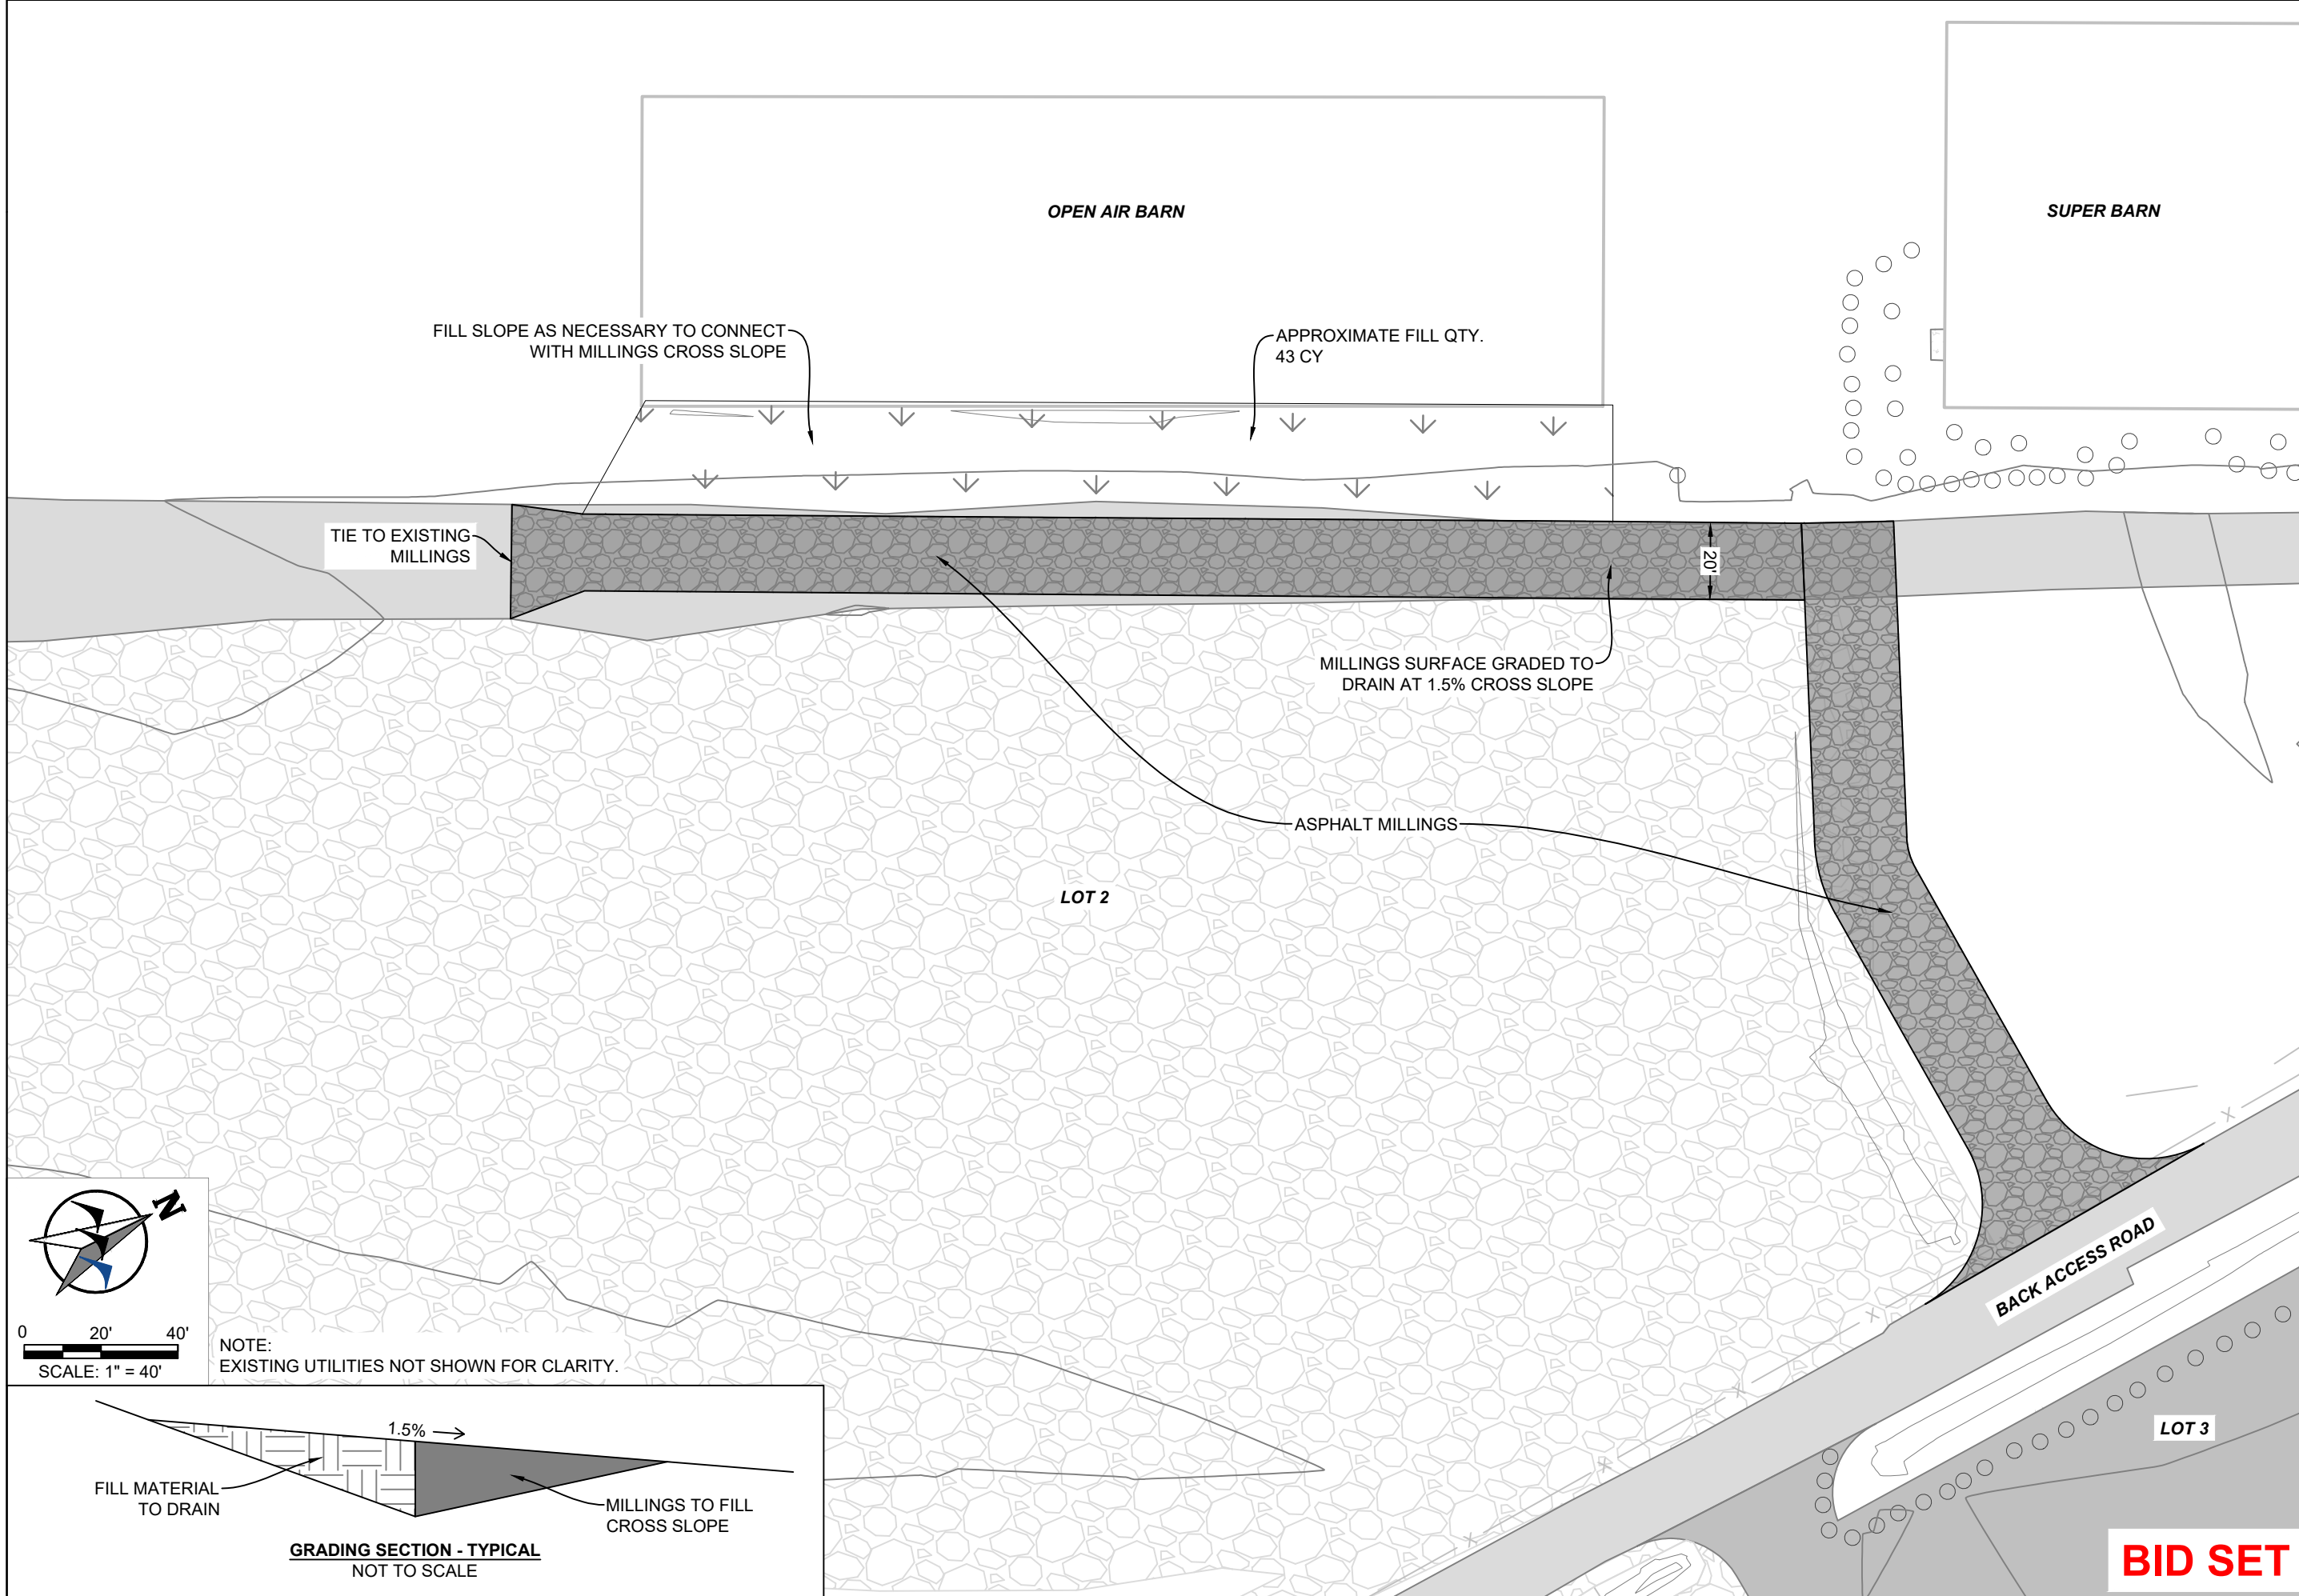 OPEN AIR BARN
SUPER BARN
FILL SLOPE AS NECESSARY TO CONNECT
WITH MILLINGS CROSS SLOPE
APPROXIMATE FILL QTY.
43 CY
TIE TO EXISTING
MILLINGS
20'
MILLINGS SURFACE GRADED TO
DRAIN AT 1.5% CROSS SLOPE
ASPHALT MILLINGS
LOT 2
N
0 20' 40'
SCALE: 1" = 40'
NOTE:
EXISTING UTILITIES NOT SHOWN FOR CLARITY.
BACK ACCESS ROAD
LOT 3
1.5%
FILL MATERIAL
TO DRAIN
MILLINGS TO FILL
CROSS SLOPE
GRADING SECTION - TYPICAL
NOT TO SCALE
BID SET